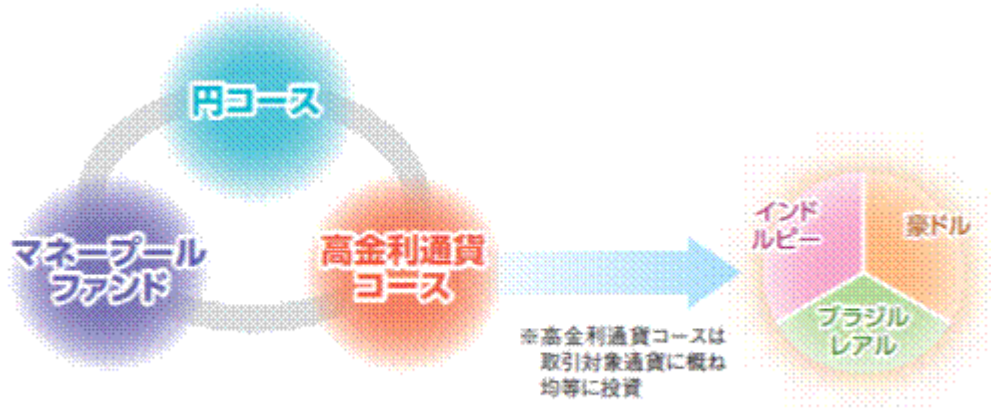 円コース
マネープール
ファンド
高金利通貨
コース
※高金利通貨コースは
取引対象通貨に概ね
均等に投資
インド
ルピー
豪ドル
ブラジル
レアル